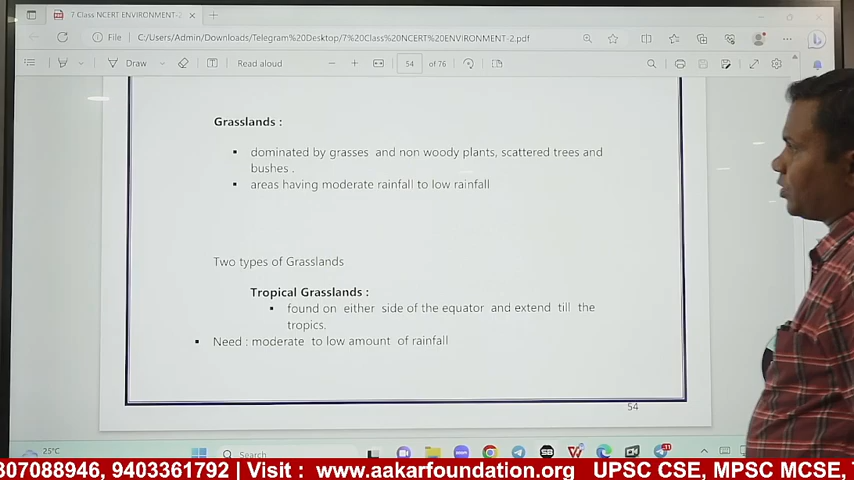 7 Class NCERT ENVIRONMENT-2
File
C:/Users/Admin/Downloads/Telegram%20Desktop/7%20Class%20NCERT%20ENVIRONMENT-2.pdf
Draw
Read aloud
54 of 76
Grasslands :
▪ dominated by grasses and non woody plants, scattered trees and
bushes .
▪ areas having moderate rainfall to low rainfall
Two types of Grasslands
Tropical Grasslands :
▪ found on either side of the equator and extend till the
tropics.
▪ Need : moderate to low amount of rainfall
54
25°C
Search
307088946, 9403361792 | Visit : www.aakarfoundation.org UPSC CSE, MPSC MCSE,